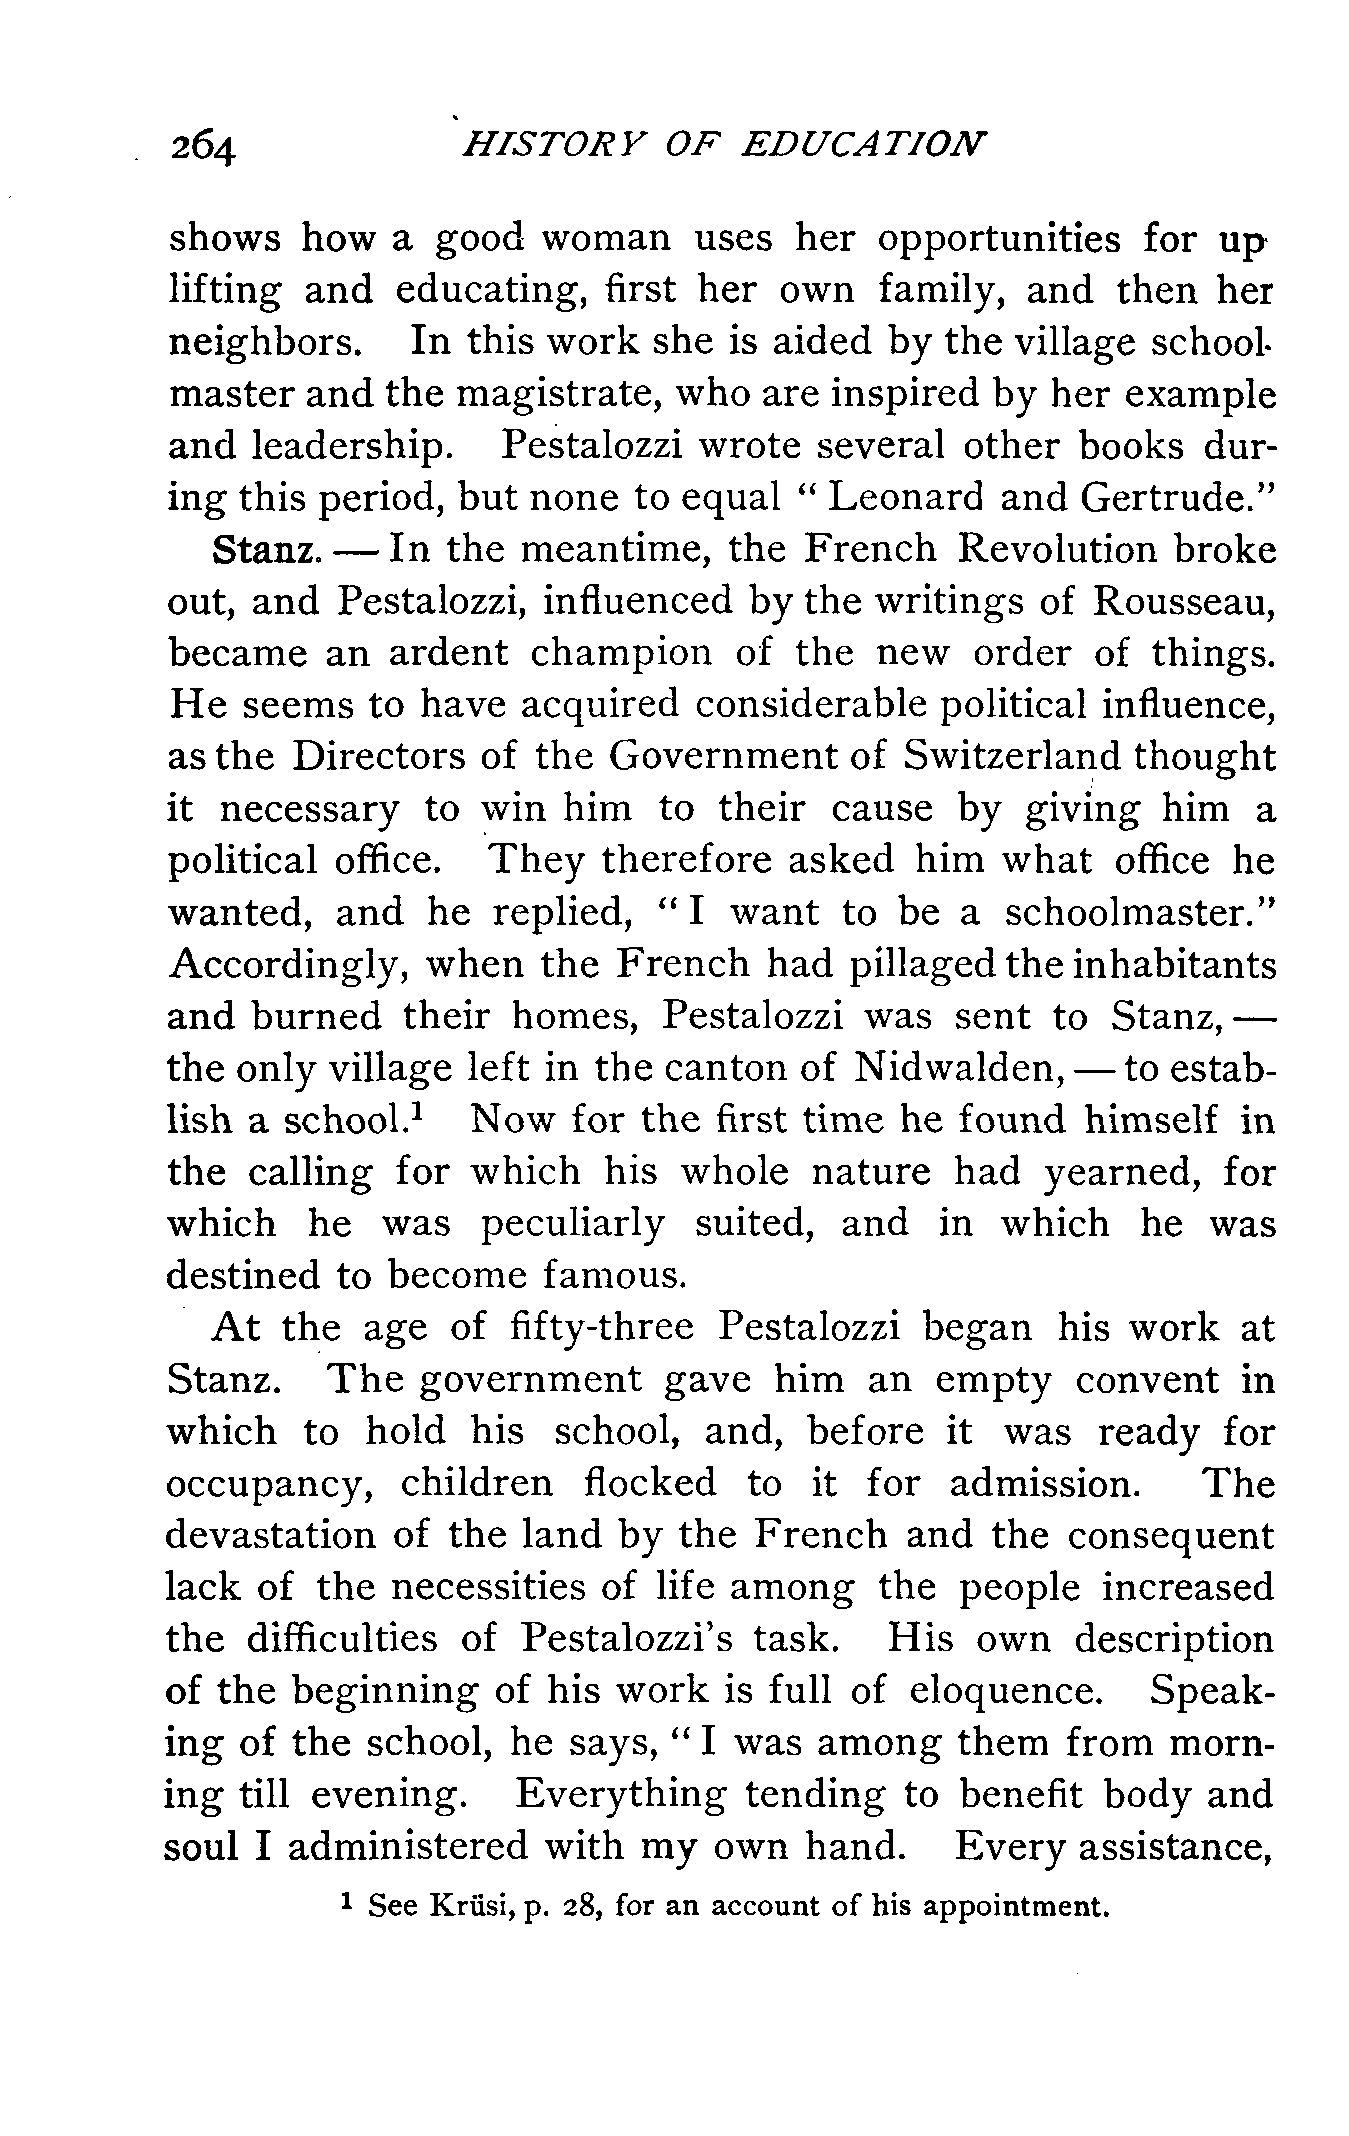 264 HISTORY OF EDUCATION
shows how a good woman uses her opportunities for up-
lifting and educating, first her own family, and then her
neighbors. In this work she is aided by the village school-
master and the magistrate, who are inspired by her example
and leadership. Pestalozzi wrote several other books dur-
ing this period, but none to equal “ Leonard and Gertrude.”
Stanz. — In the meantime, the French Revolution broke
out, and Pestalozzi, influenced by the writings of Rousseau,
became an ardent champion of the new order of things.
He seems to have acquired considerable political influence,
as the Directors of the Government of Switzerland thought
it necessary to win him to their cause by giving him a
political office. They therefore asked him what office he
wanted, and he replied, “ I want to be a schoolmaster.”
Accordingly, when the French had pillaged the inhabitants
and burned their homes, Pestalozzi was sent to Stanz, —
the only village left in the canton of Nidwalden, — to estab-
lish a school.¹ Now for the first time he found himself in
the calling for which his whole nature had yearned, for
which he was peculiarly suited, and in which he was
destined to become famous.
At the age of fifty-three Pestalozzi began his work at
Stanz. The government gave him an empty convent in
which to hold his school, and, before it was ready for
occupancy, children flocked to it for admission. The
devastation of the land by the French and the consequent
lack of the necessities of life among the people increased
the difficulties of Pestalozzi’s task. His own description
of the beginning of his work is full of eloquence. Speak-
ing of the school, he says, “ I was among them from morn-
ing till evening. Everything tending to benefit body and
soul I administered with my own hand. Every assistance,
¹ See Krüsi, p. 28, for an account of his appointment.